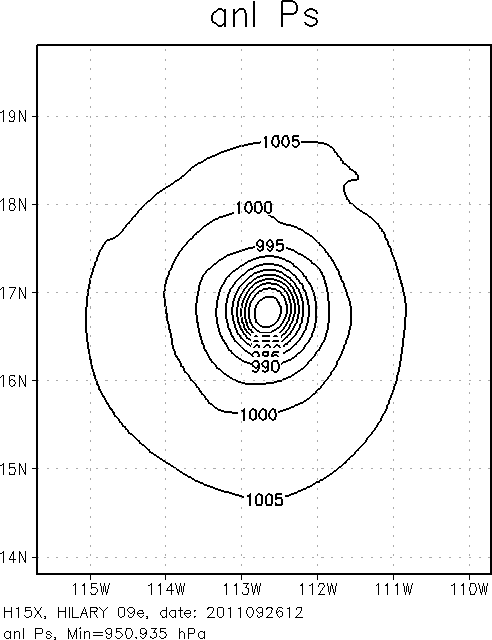 anl Ps
19N
18N
17N
16N
15N
14N
1005
1000
995
990
1000
1005
115W 114W 113W 112W 111W 110W
H15X, HILARY 09e, date: 2011092612
anl Ps, Min=950.935 hPa